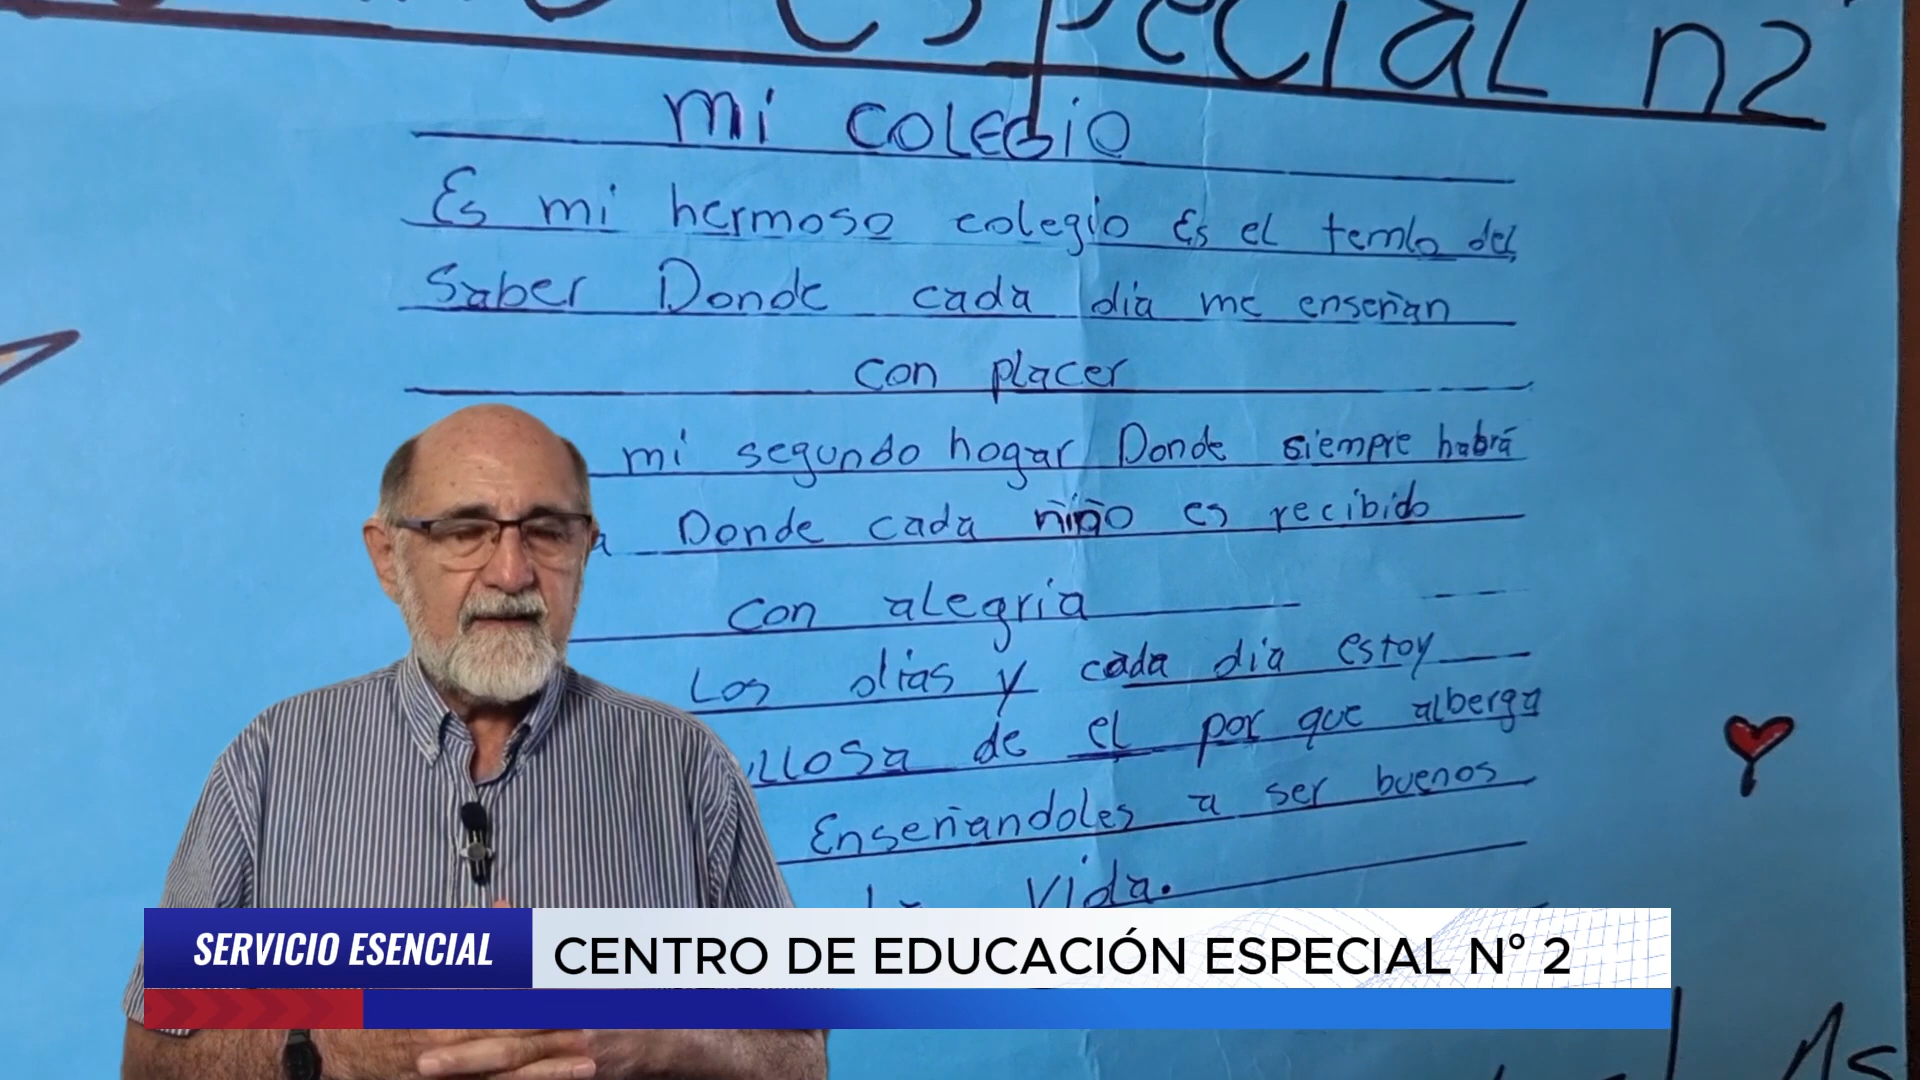 especial n2
mi colegio
Es mi hermoso colegio Es el temlo del
Saber Donde cada dia me enseñan
con placer
mi segundo hogar Donde siempre habrá
Donde cada niño es recibido
con alegria
Los dias y cada dia estoy
de el por que alberga
Enseñandoles a ser buenos
vida.
SERVICIO ESENCIAL
CENTRO DE EDUCACIÓN ESPECIAL N° 2